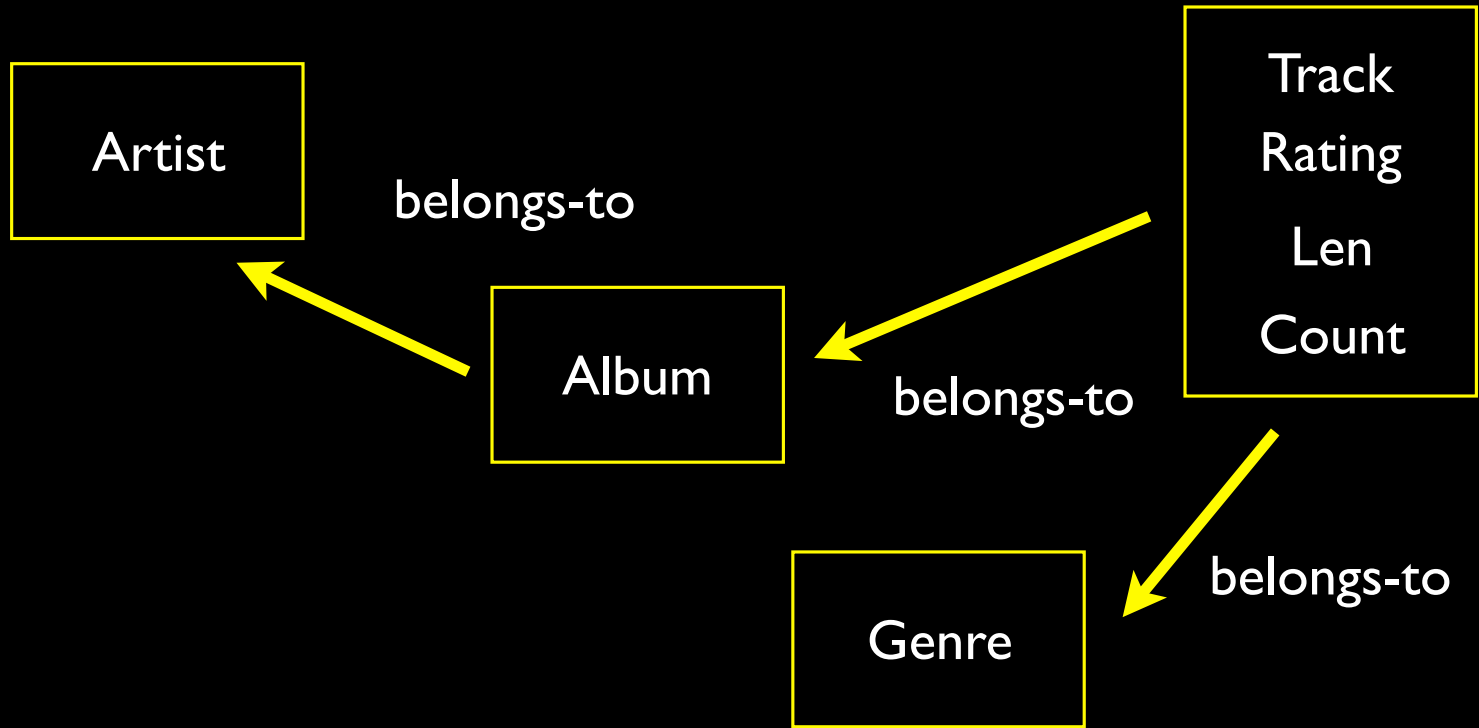 Artist
belongs-to
Album
belongs-to
Track
Rating
Len
Count
belongs-to
Genre